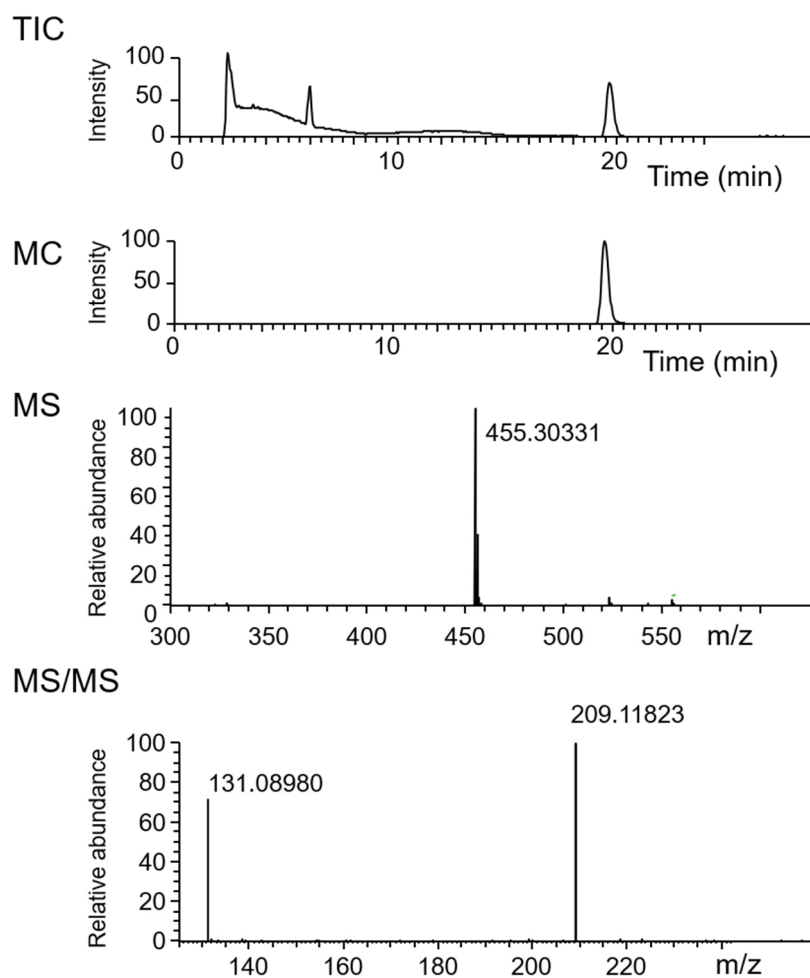 TIC
Intensity
100
50
0
0 10 20
Time (min)
MC
Intensity
100
50
0
0 10 20
Time (min)
MS
Relative abundance
100
80
60
40
20
0
455.30331
300 350 400 450 500 550 m/z
MS/MS
Relative abundance
209.11823
100
131.08980
80
60
40
20
0
140 160 180 200 220 m/z